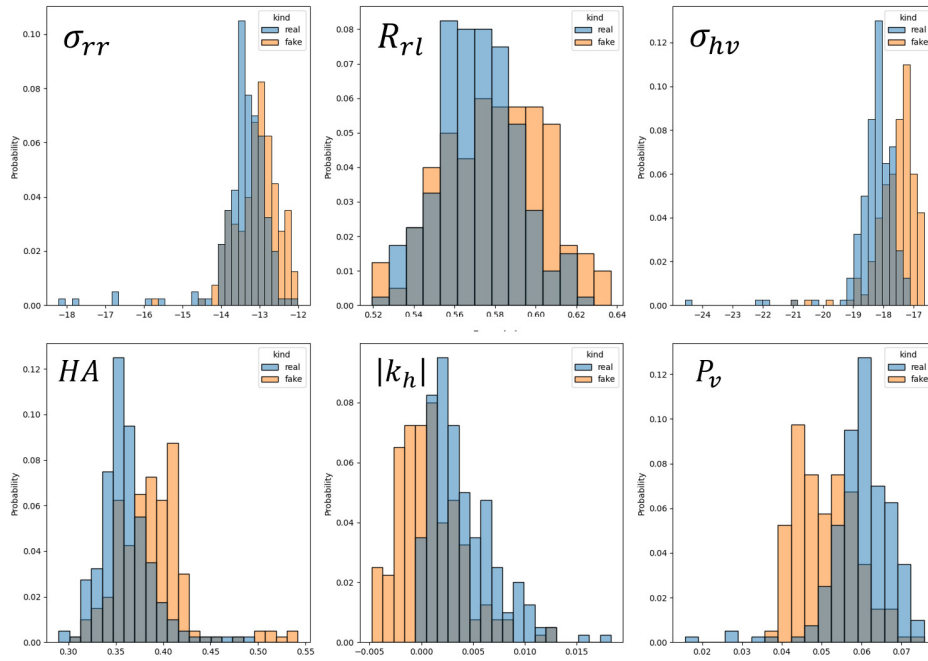 σ_rr
kind
real
fake
Probability
0.10
0.08
0.06
0.04
0.02
0.00
−18 −17 −16 −15 −14 −13 −12
R_rl
kind
real
fake
Probability
0.08
0.07
0.06
0.05
0.04
0.03
0.02
0.01
0.00
0.52 0.54 0.56 0.58 0.60 0.62 0.64
σ_hv
kind
real
fake
Probability
0.12
0.10
0.08
0.06
0.04
0.02
0.00
−24 −23 −22 −21 −20 −19 −18 −17
HA
kind
real
fake
Probability
0.12
0.10
0.08
0.06
0.04
0.02
0.00
0.30 0.35 0.40 0.45 0.50 0.55
|k_h|
kind
real
fake
Probability
0.08
0.06
0.04
0.02
0.00
−0.005 0.000 0.005 0.010 0.015
P_v
kind
real
fake
Probability
0.12
0.10
0.08
0.06
0.04
0.02
0.00
0.02 0.03 0.04 0.05 0.06 0.07